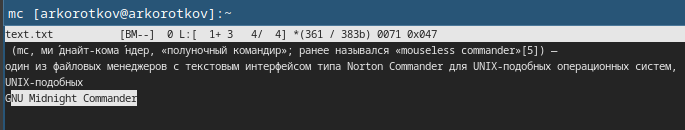 mc [arkorotkov@arkorotkov]:~
text.txt [BM--] 0 L:[ 1+ 3 4/ 4] *(361 / 383b) 0071 0x047
(mc, ми́днайт-кома́ндер, «полуночный командир»; ранее назывался «mouseless commander»[5]) —
один из файловых менеджеров с текстовым интерфейсом типа Norton Commander для UNIX-подобных операционных систем,
UNIX-подобных
GNU Midnight Commander